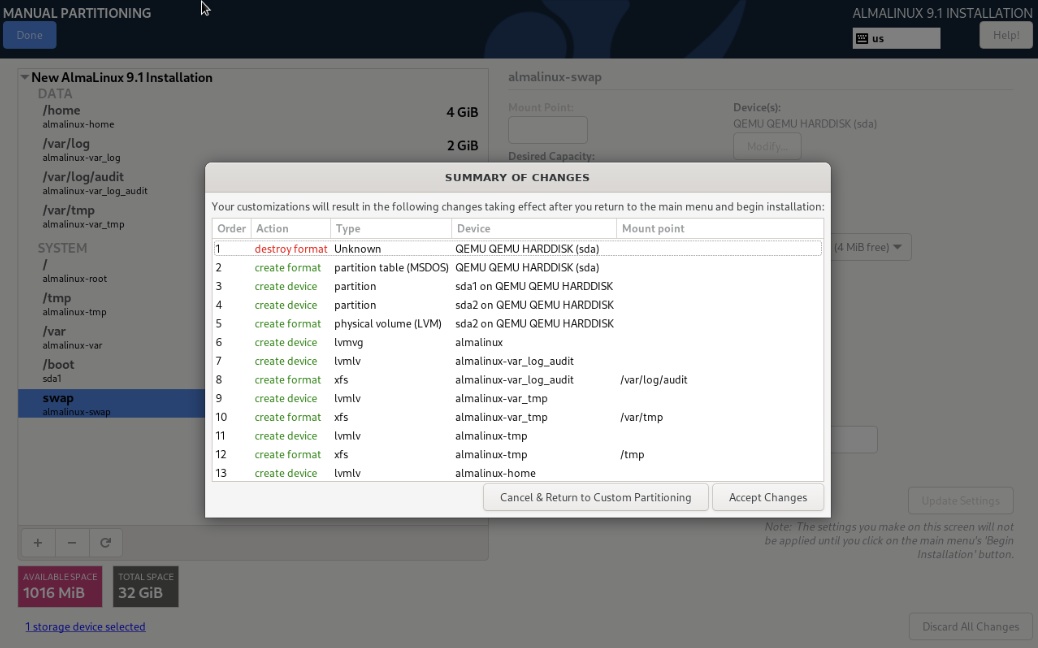 MANUAL PARTITIONING
Done
ALMALINUX 9.1 INSTALLATION
us
Help!
New AlmaLinux 9.1 Installation
DATA
/home
almalinux-home
4 GiB
/var/log
almalinux-var_log
2 GiB
/var/log/audit
almalinux-var_log_audit
/var/tmp
almalinux-var_tmp
SYSTEM
/
almalinux-root
/tmp
almalinux-tmp
/var
almalinux-var
/boot
sda1
swap
almalinux-swap
+ −
AVAILABLE SPACE
1016 MiB
TOTAL SPACE
32 GiB
1 storage device selected
almalinux-swap
Mount Point:
Desired Capacity:
Device(s):
QEMU QEMU HARDDISK (sda)
Modify...
(4 MiB free)
Update Settings
Note: The settings you make on this screen will not
be applied until you click on the main menu's 'Begin
Installation' button.
Discard All Changes
SUMMARY OF CHANGES
Your customizations will result in the following changes taking effect after you return to the main menu and begin installation:
Order Action Type Device Mount point
1 destroy format Unknown QEMU QEMU HARDDISK (sda)
2 create format partition table (MSDOS) QEMU QEMU HARDDISK (sda)
3 create device partition sda1 on QEMU QEMU HARDDISK
4 create device partition sda2 on QEMU QEMU HARDDISK
5 create format physical volume (LVM) sda2 on QEMU QEMU HARDDISK
6 create device lvmvg almalinux
7 create device lvmlv almalinux-var_log_audit
8 create format xfs almalinux-var_log_audit /var/log/audit
9 create device lvmlv almalinux-var_tmp
10 create format xfs almalinux-var_tmp /var/tmp
11 create device lvmlv almalinux-tmp
12 create format xfs almalinux-tmp /tmp
13 create device lvmlv almalinux-home
Cancel & Return to Custom Partitioning
Accept Changes